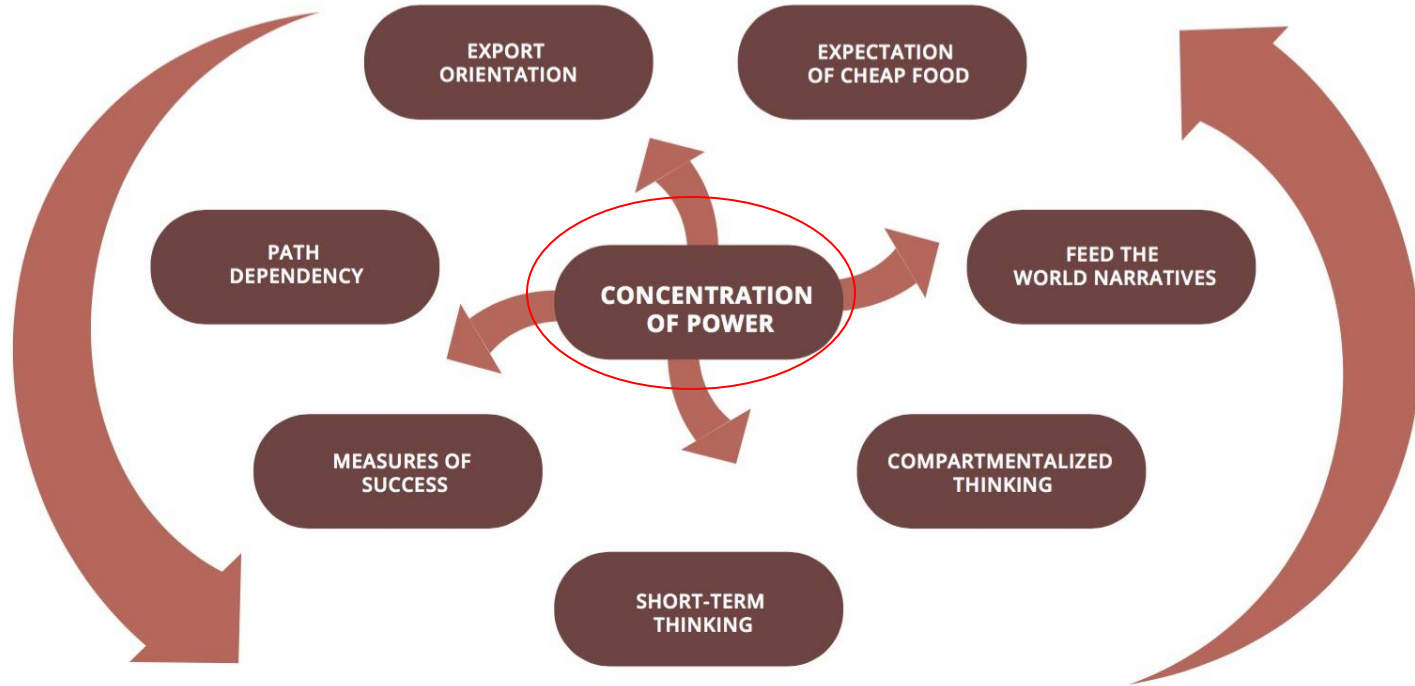 EXPORT
ORIENTATION
EXPECTATION
OF CHEAP FOOD
PATH
DEPENDENCY
CONCENTRATION
OF POWER
FEED THE
WORLD NARRATIVES
MEASURES OF
SUCCESS
COMPARTMENTALIZED
THINKING
SHORT-TERM
THINKING